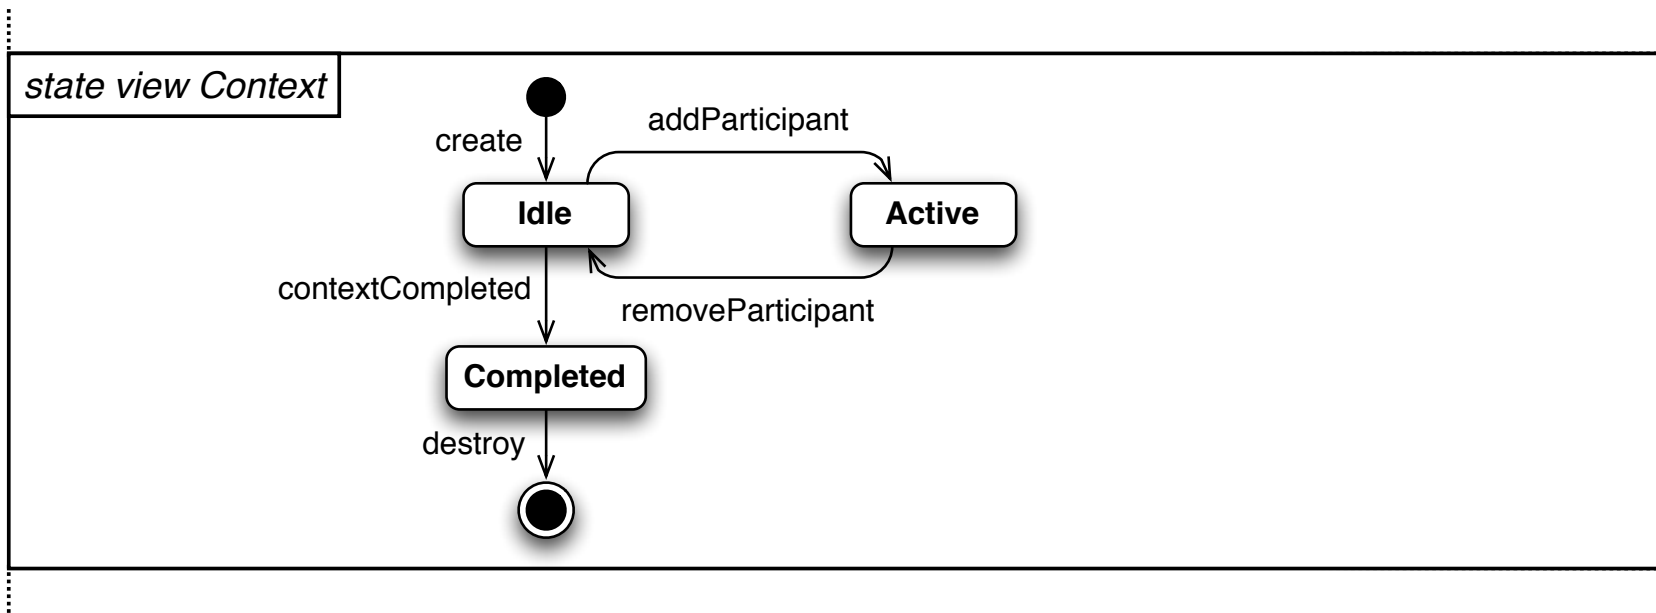 state view Context
create
addParticipant
Idle
Active
contextCompleted
removeParticipant
Completed
destroy